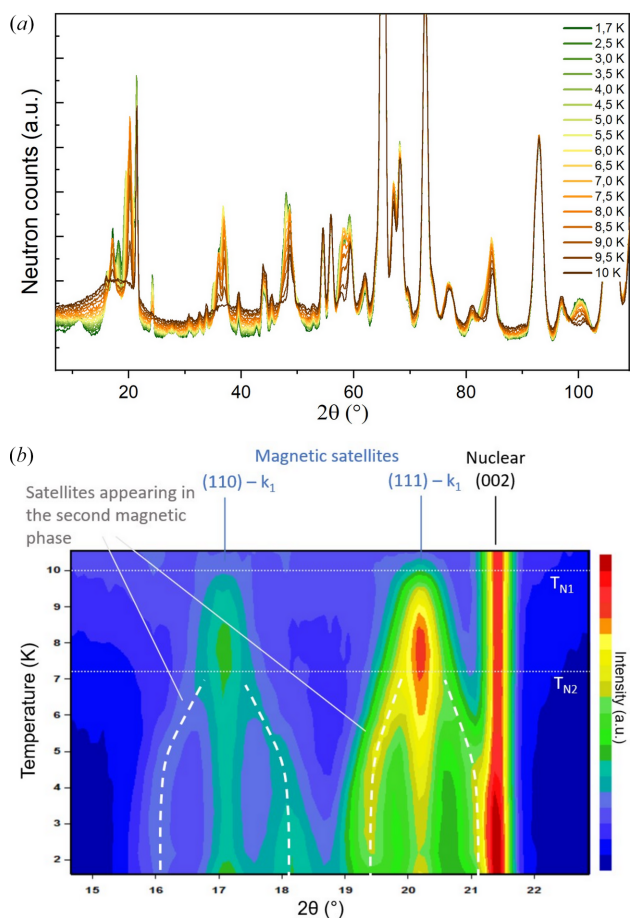 (a)
Neutron counts (a.u.)
1,7 K
2,5 K
3,0 K
3,5 K
4,0 K
4,5 K
5,0 K
5,5 K
6,0 K
6,5 K
7,0 K
7,5 K
8,0 K
8,5 K
9,0 K
9,5 K
10 K
20 40 60 80 100
2θ (°)
(b)
Magnetic satellites
Nuclear
(110) – k₁ (111) – k₁ (002)
Satellites appearing in
the second magnetic
phase
Temperature (K)
10
9
8
7
6
5
4
3
2
T_N1
T_N2
Intensity (a.u.)
15 16 17 18 19 20 21 22
2θ (°)